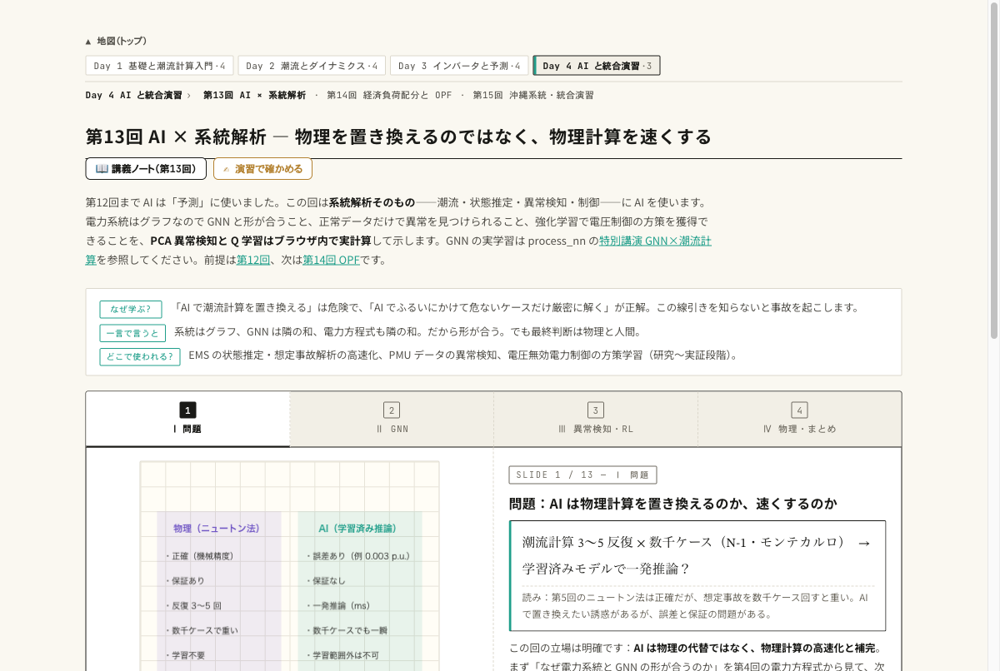 ▲ 地図(トップ)
Day 1 基礎と潮流計算入門·4
Day 2 潮流とダイナミクス·4
Day 3 インバータと予測·4
Day 4 AI と統合演習·3
Day 4 AI と統合演習 › 第13回 AI × 系統解析 · 第14回 経済負荷配分と OPF · 第15回 沖縄系統・統合演習
第13回 AI × 系統解析 — 物理を置き換えるのではなく、物理計算を速くする
📖 講義ノート(第13回)
✍ 演習で確かめる
第12回まで AI は「予測」に使いました。この回は系統解析そのもの——潮流・状態推定・異常検知・制御——に AI を使います。
電力系統はグラフなので GNN と形が合うこと、正常データだけで異常を見つけられること、強化学習で電圧制御の方策を獲得で
きることを、PCA 異常検知と Q 学習はブラウザ内で実計算して示します。GNN の実学習は process_nn の特別講演 GNN×潮流計
算を参照してください。前提は第12回、次は第14回 OPFです。
なぜ学ぶ? 「AI で潮流計算を置き換える」は危険で、「AI でふるいにかけて危ないケースだけ厳密に解く」が正解。この線引きを知らないと事故を起こします。
一言で言うと 系統はグラフ、GNN は隣の和、電力方程式も隣の和。だから形が合う。でも最終判断は物理と人間。
どこで使われる? EMS の状態推定・想定事故解析の高速化、PMU データの異常検知、電圧無効電力制御の方策学習（研究〜実証段階）。
1
Ⅰ 問題
2
Ⅱ GNN
3
Ⅲ 異常検知・RL
4
Ⅳ 物理・まとめ
物理（ニュートン法）
・正確（機械精度）
・保証あり
・反復 3〜5 回
・数千ケースで重い
・学習不要
AI（学習済み推論）
・誤差あり（例 0.003 p.u.）
・保証なし
・一発推論（ms）
・数千ケースでも一瞬
・学習範囲外は不可
SLIDE 1 / 13 — Ⅰ 問題
問題：AI は物理計算を置き換えるのか、速くするのか
潮流計算 3〜5 反復 × 数千ケース（N-1・モンテカルロ） →
学習済みモデルで一発推論？
読み：第5回のニュートン法は正確だが、想定事故を数千ケース回すと重い。AI
で置き換えたい誘惑があるが、誤差と保証の問題がある。
この回の立場は明確です：AI は物理の代替ではなく、物理計算の高速化と補完。
まず「なぜ電力系統と GNN の形が合うのか」を第4回の電力方程式から見て、次